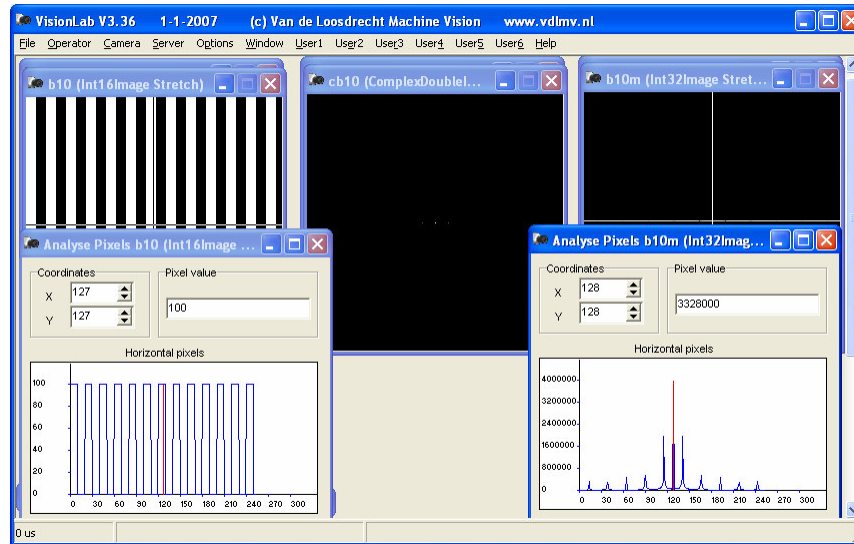 VisionLab V3.36 1-1-2007 (c) Van de Loosdrecht Machine Vision www.vdlmv.nl
File Operator Camera Server Options Window User1 User2 User3 User4 User5 User6 Help
b10 (Int16Image Stretch)
cb10 (ComplexDoubleI...
b10m (Int32Image Stret...
Analyse Pixels b10 (Int16Image ...
Coordinates
Pixel value
X 127
Y 127
100
Horizontal pixels
100
80
60
40
20
0
0 30 60 90 120 150 180 210 240 270 300
Analyse Pixels b10m (Int32Imag...
Coordinates
Pixel value
X 128
Y 128
3328000
Horizontal pixels
4000000
3200000
2400000
1600000
800000
0
0 30 60 90 120 150 180 210 240 270 300
0 us